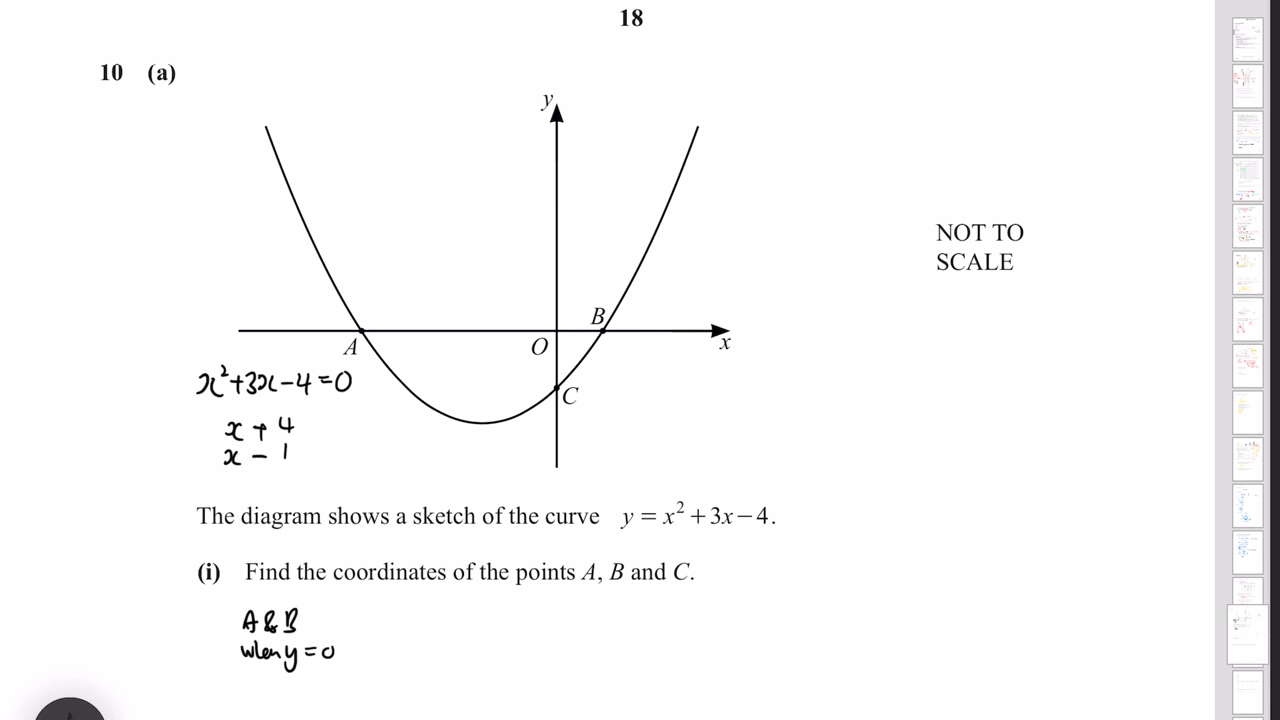 18
10 (a)
y
NOT TO
SCALE
B
A
O
x
C
x²+3x-4=0
x + 4
x - 1
The diagram shows a sketch of the curve y = x² + 3x − 4.
(i) Find the coordinates of the points A, B and C.
A & B
when y = 0